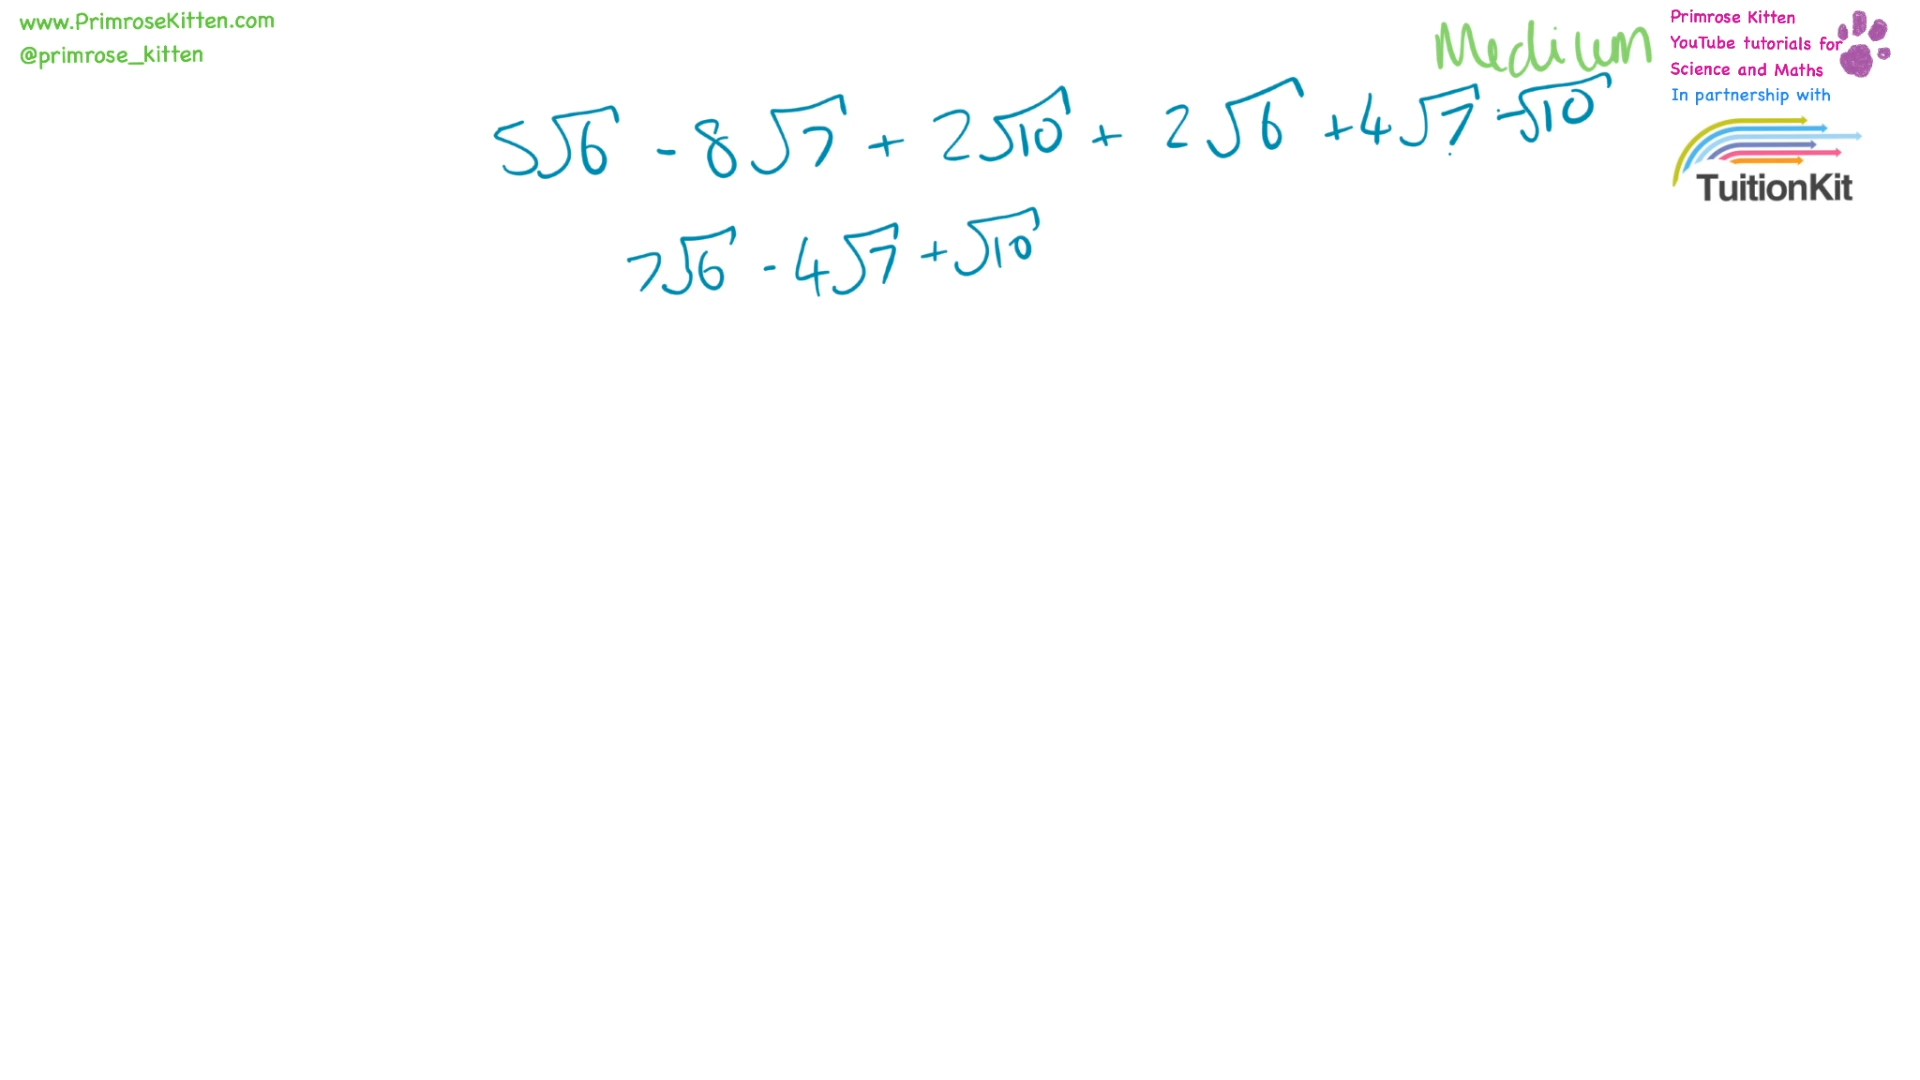 www.PrimroseKitten.com
@primrose_kitten
Medium
Primrose Kitten
YouTube tutorials for
Science and Maths
In partnership with
TuitionKit
5√6 - 8√7 + 2√10 + 2√6 + 4√7 - √10
7√6 - 4√7 + √10